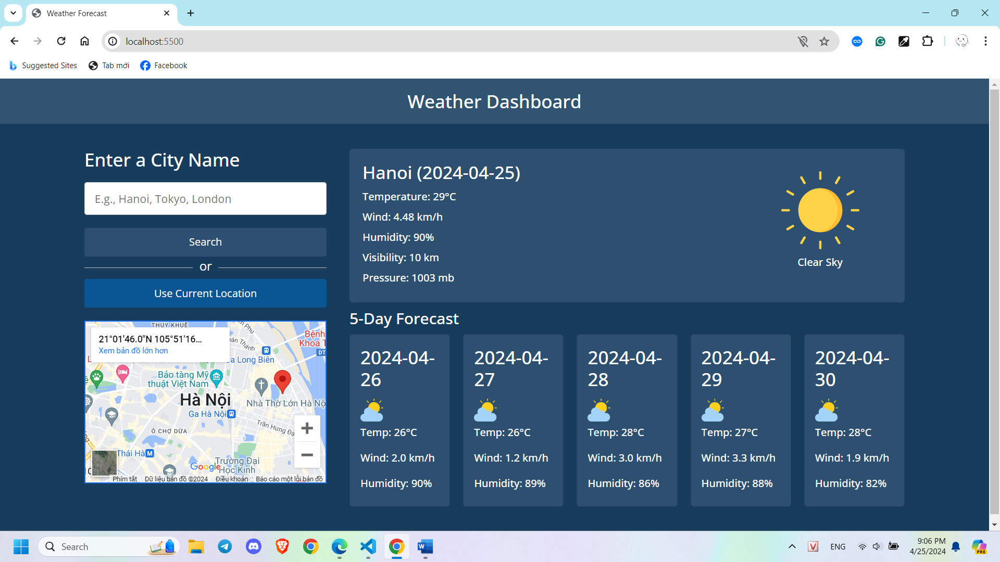 Weather Forecast
localhost:5500
Suggested Sites
Tab mới
Facebook
Weather Dashboard
Enter a City Name
E.g., Hanoi, Tokyo, London
Search
or
Use Current Location
Hanoi (2024-04-25)
Temperature: 29°C
Wind: 4.48 km/h
Humidity: 90%
Visibility: 10 km
Pressure: 1003 mb
Clear Sky
THUỴ KHUÊ
21°01'46.0"N 105°51'16...
Xem bản đồ lớn hơn
Bệnh
Khoa T
DT
Ga Long Biên
Bảo tàng Mỹ
thuật Việt Nam
Hà Nội
Nhà Thờ Lớn Hà Nộ
Ga Hà Nội
Trần Hưng Đạ
Ô CHỢ DỪA
Thái Hà
M
Trường Đại
Học Kinh
Google
Phím tắt
Dữ liệu bản đồ ©2024
Điều khoản
Báo cáo một lỗi bản đồ
5-Day Forecast
2024-04-
26
Temp: 26°C
Wind: 2.0 km/h
Humidity: 90%
2024-04-
27
Temp: 26°C
Wind: 1.2 km/h
Humidity: 89%
2024-04-
28
Temp: 28°C
Wind: 3.0 km/h
Humidity: 86%
2024-04-
29
Temp: 27°C
Wind: 3.3 km/h
Humidity: 88%
2024-04-
30
Temp: 28°C
Wind: 1.9 km/h
Humidity: 82%
Search
W
V
ENG
9:06 PM
4/25/2024
PRE